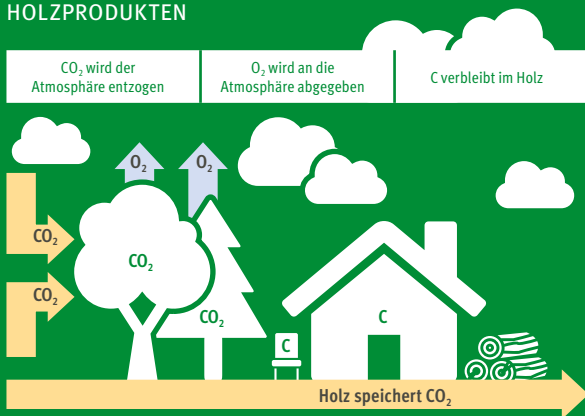 HOLZPRODUKTEN
CO₂ wird der
Atmosphäre entzogen
O₂ wird an die
Atmosphäre abgegeben
C verbleibt im Holz
O₂
O₂
CO₂
CO₂
CO₂
CO₂
C
C
Holz speichert CO₂